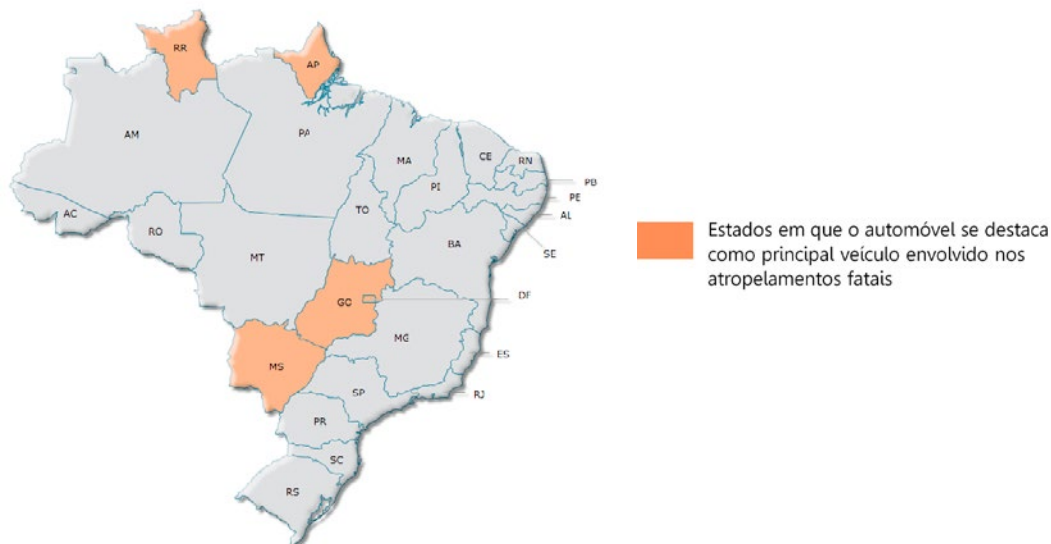 RR
AP
AM
PA
MA
CE
RN
PB
PI
PE
AC
TO
AL
RO
BA
SE
MT
DF
GO
MG
ES
MS
SP
RJ
PR
SC
RS
Estados em que o automóvel se destaca
como principal veículo envolvido nos
atropelamentos fatais